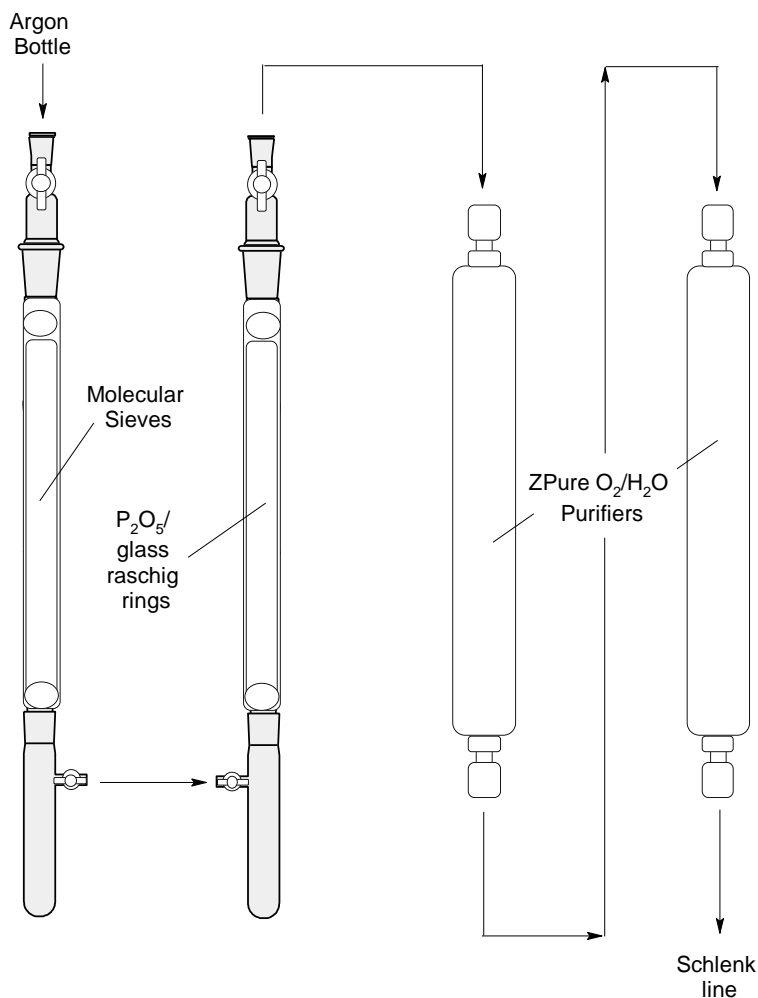 Argon
Bottle
Molecular
Sieves
P₂O₅/
glass
raschig
rings
ZPure O₂/H₂O
Purifiers
Schlenk
line